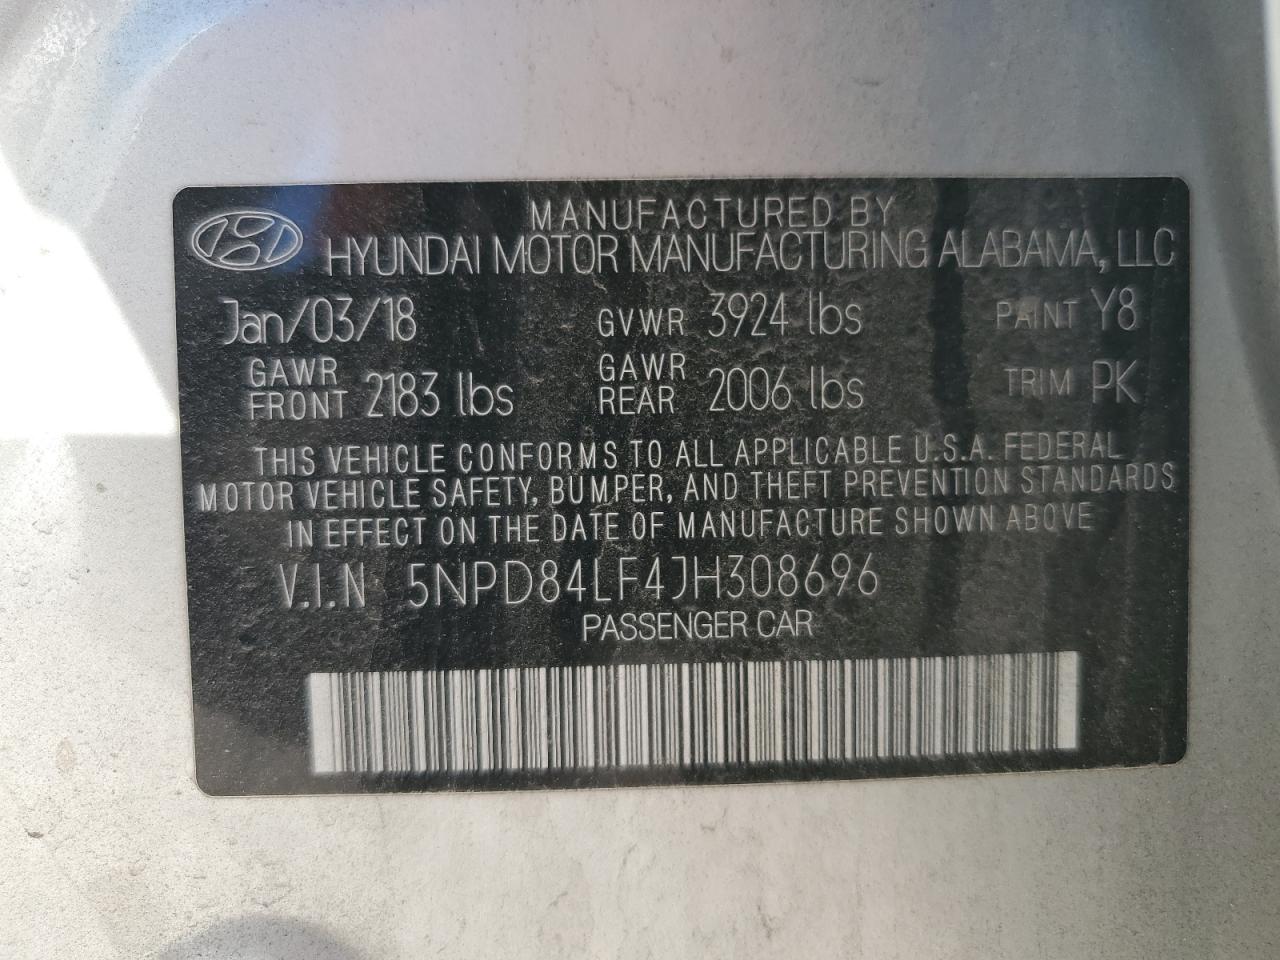 MANUFACTURED BY
HYUNDAI MOTOR MANUFACTURING ALABAMA, LLC
Jan/03/18 GVWR 3924 lbs PAINT Y8
GAWR FRONT 2183 lbs GAWR REAR 2006 lbs TRIM PK
THIS VEHICLE CONFORMS TO ALL APPLICABLE U.S.A. FEDERAL
MOTOR VEHICLE SAFETY, BUMPER, AND THEFT PREVENTION STANDARDS
IN EFFECT ON THE DATE OF MANUFACTURE SHOWN ABOVE
V.I.N 5NPD84LF4JH308696
PASSENGER CAR